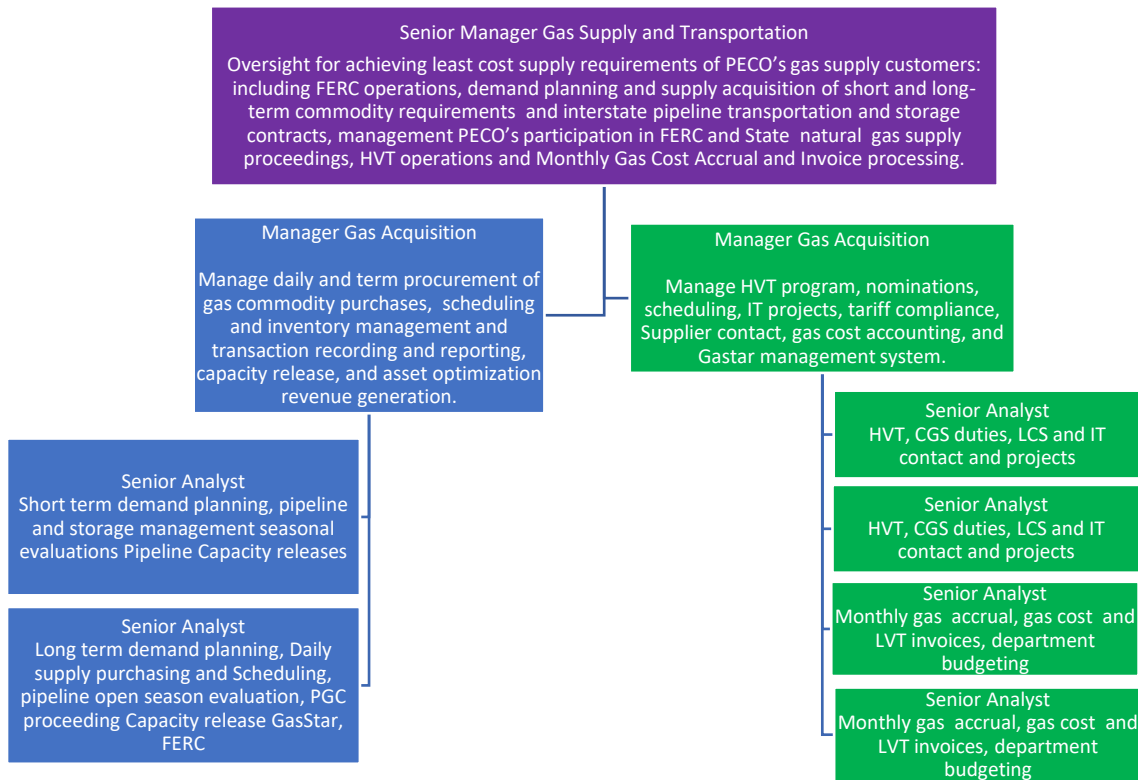 Senior Manager Gas Supply and Transportation
Oversight for achieving least cost supply requirements of PECO's gas supply customers:
including FERC operations, demand planning and supply acquisition of short and long-
term commodity requirements and interstate pipeline transportation and storage
contracts, management PECO's participation in FERC and State natural gas supply
proceedings, HVT operations and Monthly Gas Cost Accrual and Invoice processing.
Manager Gas Acquisition
Manage daily and term procurement of
gas commodity purchases, scheduling
and inventory management and
transaction recording and reporting,
capacity release, and asset optimization
revenue generation.
Manager Gas Acquisition
Manage HVT program, nominations,
scheduling, IT projects, tariff compliance,
Supplier contact, gas cost accounting, and
Gastar management system.
Senior Analyst
Short term demand planning, pipeline
and storage management seasonal
evaluations Pipeline Capacity releases
Senior Analyst
Long term demand planning, Daily
supply purchasing and Scheduling,
pipeline open season evaluation, PGC
proceeding Capacity release GasStar,
FERC
Senior Analyst
HVT, CGS duties, LCS and IT
contact and projects
Senior Analyst
HVT, CGS duties, LCS and IT
contact and projects
Senior Analyst
Monthly gas accrual, gas cost and
LVT invoices, department
budgeting
Senior Analyst
Monthly gas accrual, gas cost and
LVT invoices, department
budgeting